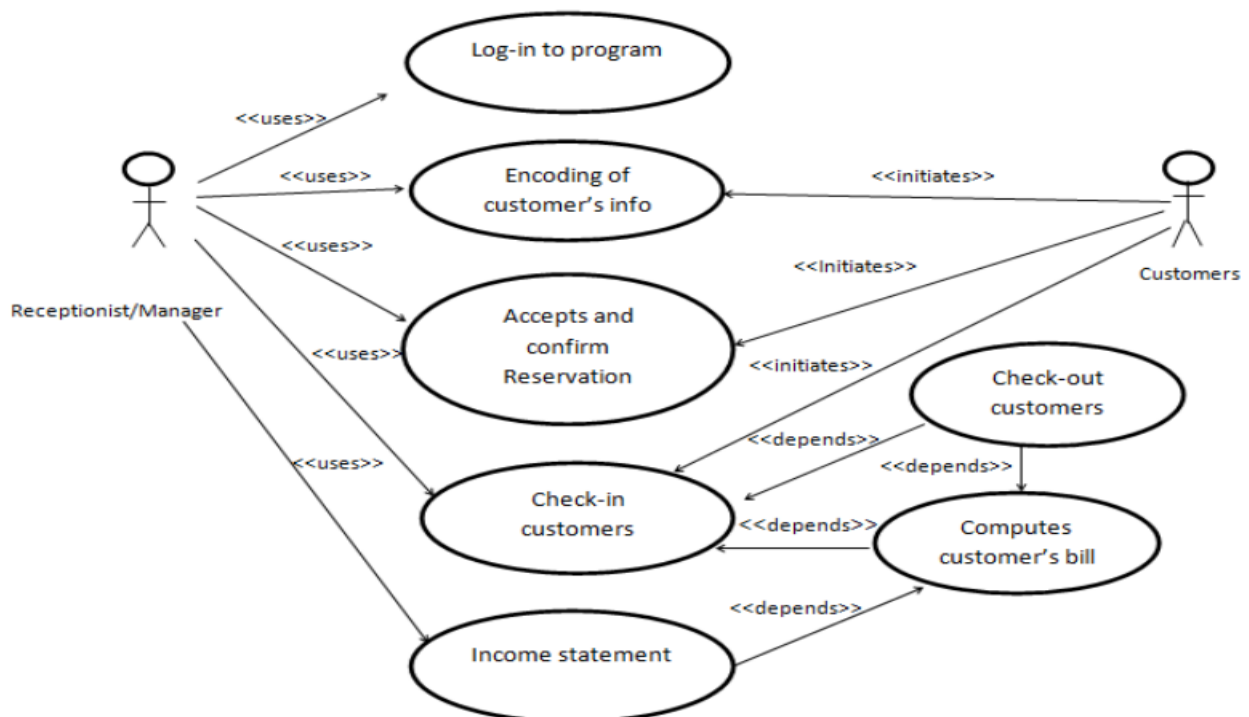 Log-in to program
<<uses>>
<<uses>>
Encoding of
customer's info
<<initiates>>
<<uses>>
<<Initiates>>
Customers
Receptionist/Manager
Accepts and
confirm
Reservation
<<uses>>
<<initiates>>
Check-out
customers
<<depends>>
<<depends>>
<<uses>>
Check-in
customers
<<depends>>
Computes
customer's bill
<<depends>>
Income statement